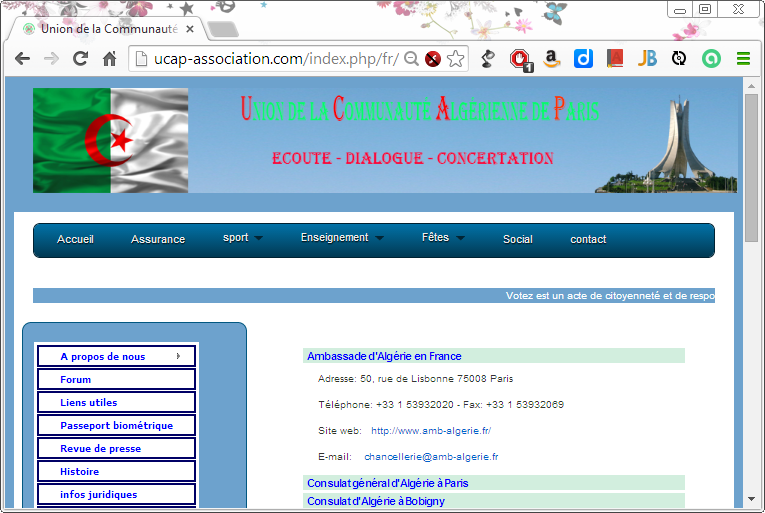 Union de la Communauté
ucap-association.com/index.php/fr/
1
Union de la Communauté Algérienne de Paris
ECOUTE - DIALOGUE - CONCERTATION
Accueil Assurance sport Enseignement Fêtes Social contact
Votez est un acte de citoyenneté et de respo
A propos de nous
Forum
Liens utiles
Passeport biométrique
Revue de presse
Histoire
infos juridiques
Ambassade d'Algérie en France
Adresse: 50, rue de Lisbonne 75008 Paris
Téléphone: +33 1 53932020 - Fax: +33 1 53932069
Site web: http://www.amb-algerie.fr/
E-mail: chancellerie@amb-algerie.fr
Consulat général d'Algérie à Paris
Consulat d'Algérie à Bobigny